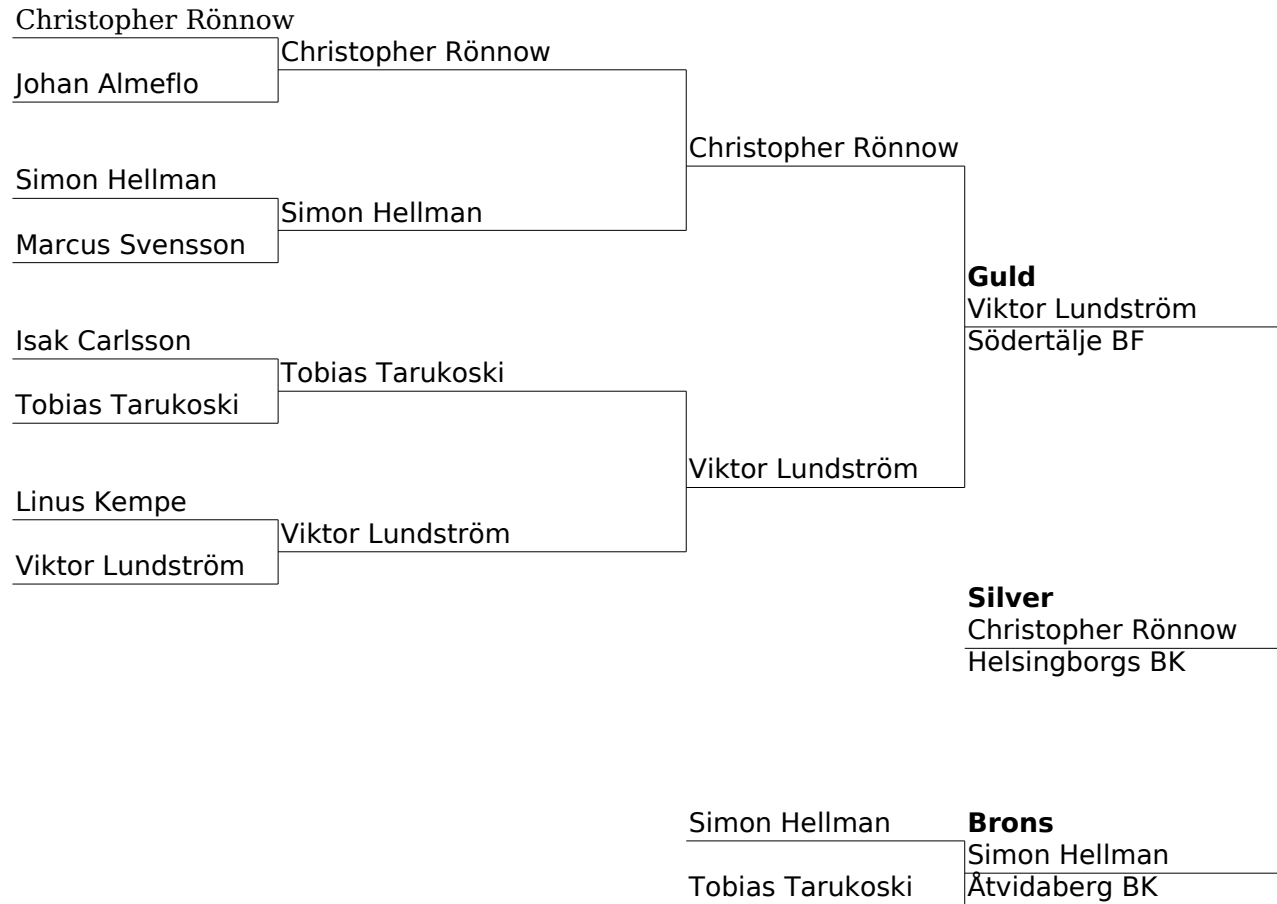 Christopher Rönnow
Christopher Rönnow
Johan Almeflo
Christopher Rönnow
Simon Hellman
Simon Hellman
Marcus Svensson
Guld
Viktor Lundström
Södertälje BF
Isak Carlsson
Tobias Tarukoski
Tobias Tarukoski
Viktor Lundström
Linus Kempe
Viktor Lundström
Viktor Lundström
Silver
Christopher Rönnow
Helsingborgs BK
Simon Hellman
Brons
Simon Hellman
Tobias Tarukoski
Åtvidaberg BK